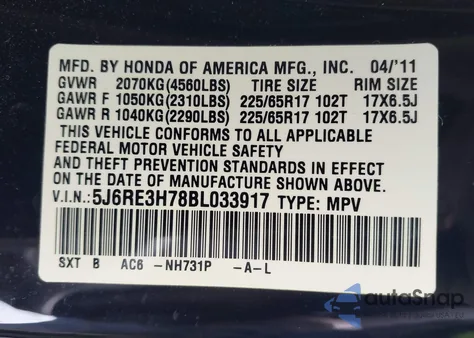 MFD. BY HONDA OF AMERICA MFG., INC. 04/'11
GVWR 2070KG(4560LBS) TIRE SIZE RIM SIZE
GAWR F 1050KG(2310LBS) 225/65R17 102T 17X6.5J
GAWR R 1040KG(2290LBS) 225/65R17 102T 17X6.5J
THIS VEHICLE CONFORMS TO ALL APPLICABLE
FEDERAL MOTOR VEHICLE SAFETY
AND THEFT PREVENTION STANDARDS IN EFFECT
ON THE DATE OF MANUFACTURE SHOWN ABOVE.
V.I.N.: 5J6RE3H78BL033917 TYPE: MPV
SXT B AC6 -NH731P -A-L
autoSnap